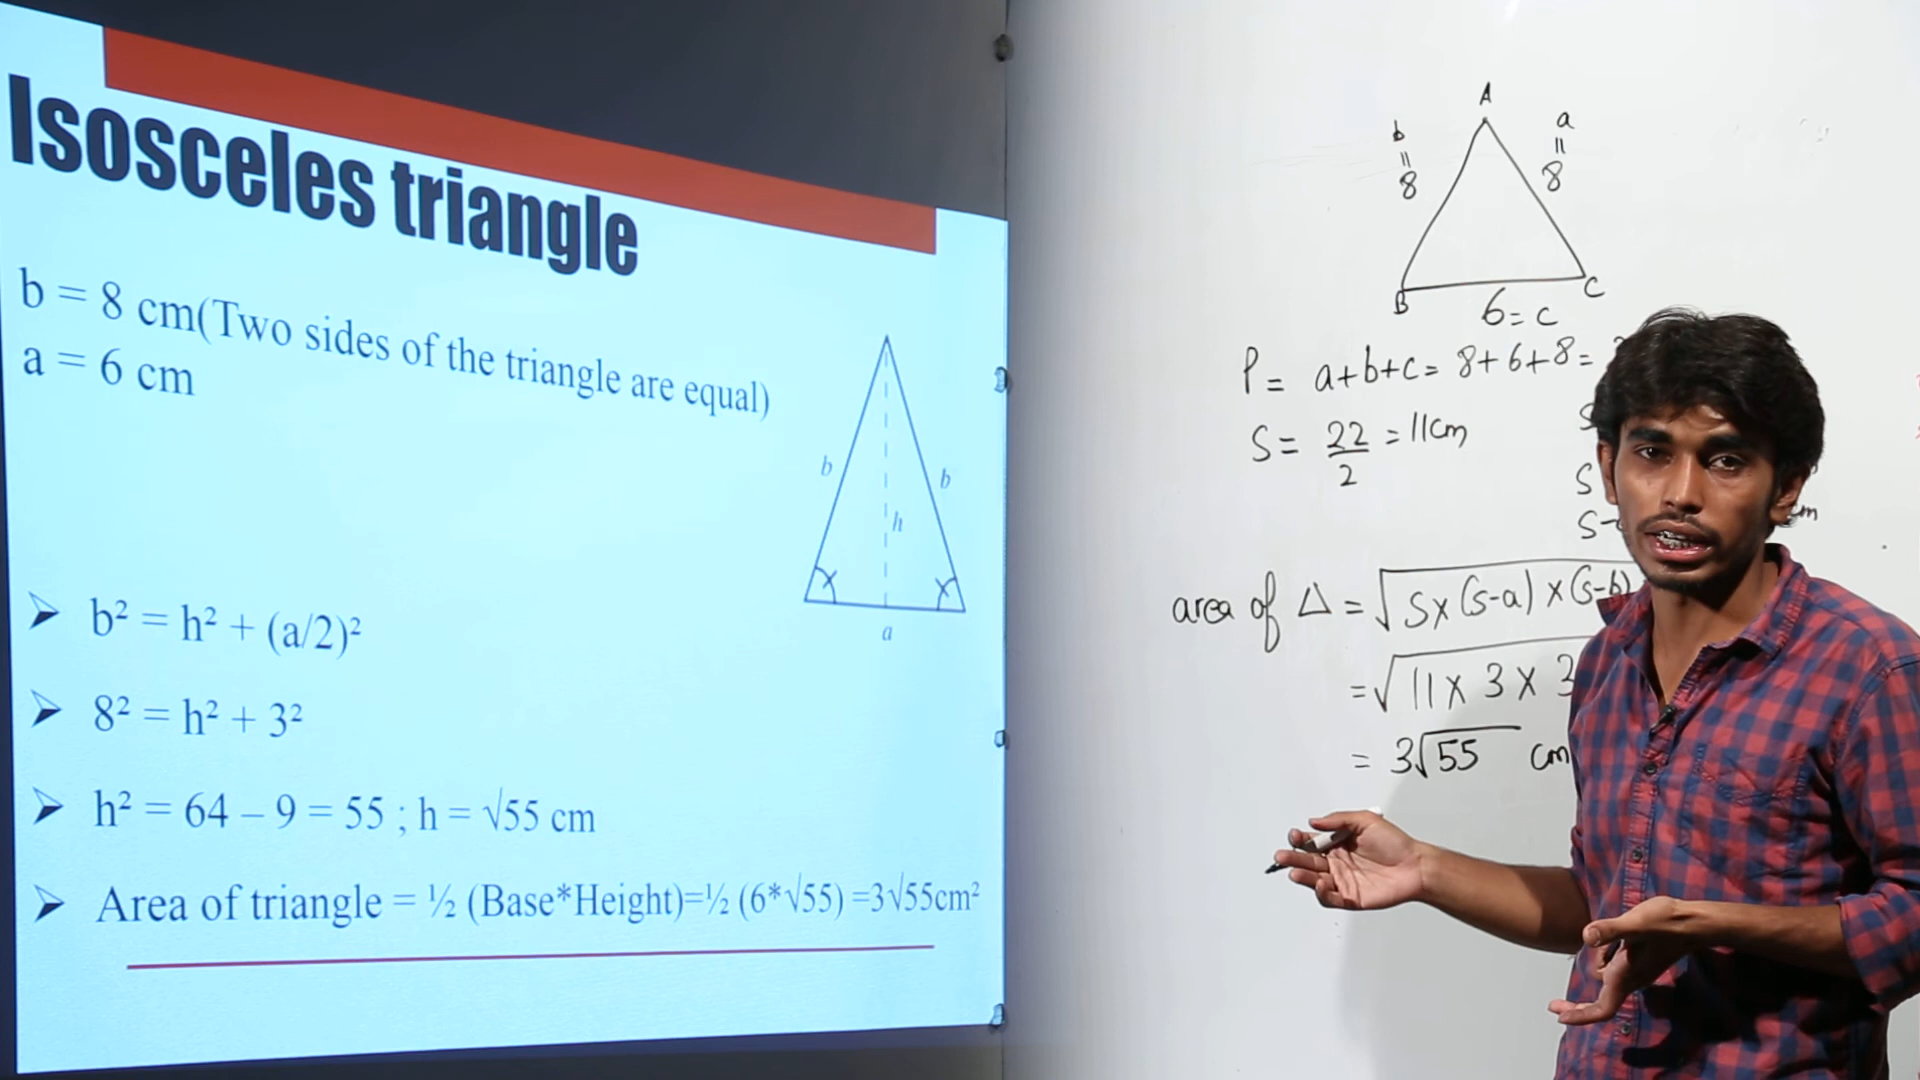 Isosceles triangle
b = 8 cm(Two sides of the triangle are equal)
a = 6 cm
b
b
h
a
b² = h² + (a/2)²
8² = h² + 3²
h² = 64 – 9 = 55 ; h = √55 cm
Area of triangle = ½ (Base*Height)=½ (6*√55) =3√55cm²
A
b
=
8
a
=
8
B
C
6 = c
P = a+b+c = 8+6+8 =
S = 22/2 = 11cm
S
S
S-
cm
area of Δ = √S×(s-a)×(s-b)
= √11 × 3 × 3
= 3√55 cm